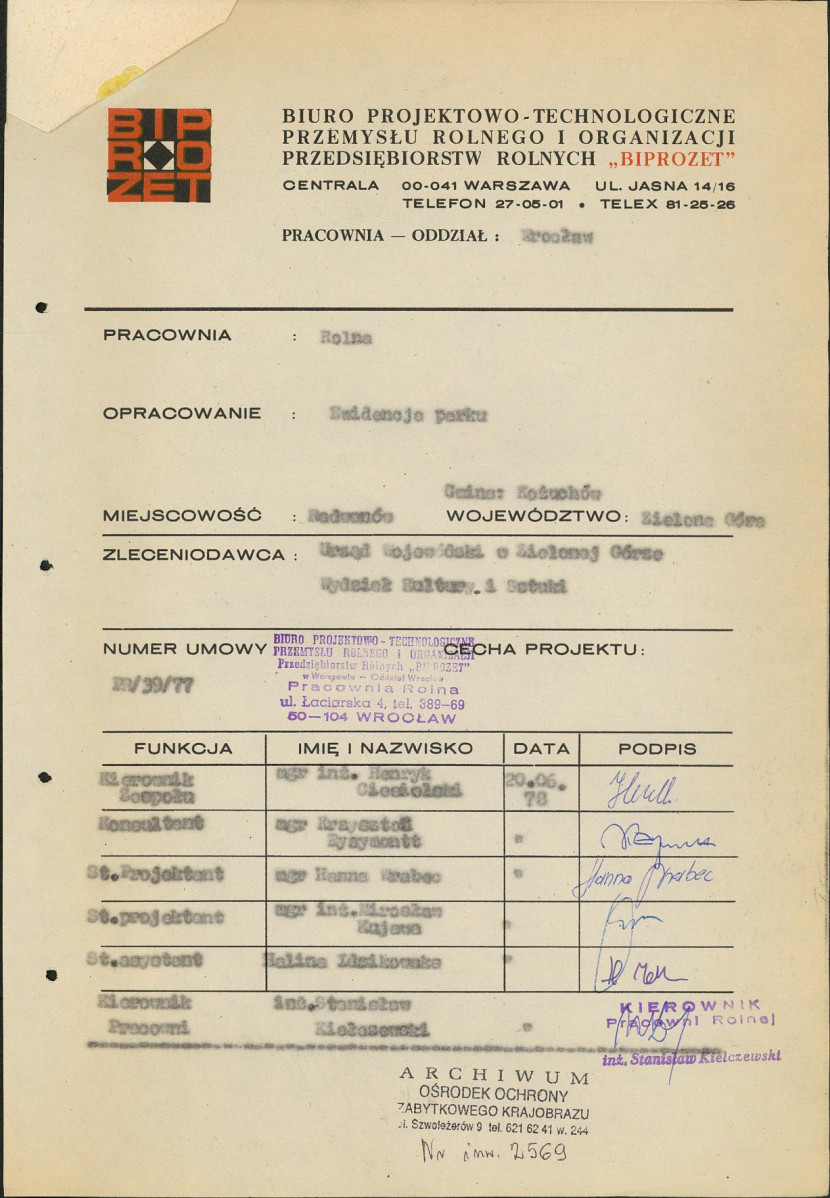 BIPROZET
BIURO PROJEKTOWO-TECHNOLOGICZNE
PRZEMYSŁU ROLNEGO I ORGANIZACJI
PRZEDSIĘBIORSTW ROLNYCH „BIPROZET”
CENTRALA 00-041 WARSZAWA UL. JASNA 14/16
TELEFON 27-05-01 • TELEX 81-25-26
PRACOWNIA — ODDZIAŁ : Wrocław
PRACOWNIA : Rolna
OPRACOWANIE : Ewidencja parku
Gmina: Kożuchów
MIEJSCOWOŚĆ : Radwanów WOJEWÓDZTWO: Zielona Góra
ZLECENIODAWCA : Urząd Wojewódzki w Zielonej Górze
Wydział Kultury i Sztuki
NUMER UMOWY CECHA PROJEKTU:
BIURO PROJEKTOWO-TECHNOLOGICZNE
PRZEMYSŁU ROLNEGO I ORGANIZACJI
Przedsiębiorstw Rolnych „BIPROZET”
w Warszawie — Oddział Wrocław
Pracownia Rolna
ul. Łaciarska 4, tel. 389-69
50-104 WROCŁAW
/39/77
FUNKCJA IMIĘ I NAZWISKO DATA PODPIS
Kierownik Zespołu mgr inż. Henryk Ciesielski 20.06.78
Konsultant mgr Krzysztof "
St.Projektant mgr Hanna Wrabec " Hanna Wrabec
St.projektant mgr inż.Mirosław Kujawa "
St.asystent Halina Idzikowska "
Kierownik Pracowni inż.Stanisław Kiełczewski "
KIEROWNIK
Pracowni Rolnej
inż. Stanisław Kiełczewski
ARCHIWUM
OŚRODEK OCHRONY
ZABYTKOWEGO KRAJOBRAZU
ul. Szwoleżerów 9 tel. 621 62 41 w. 244
Nr inw. 2569